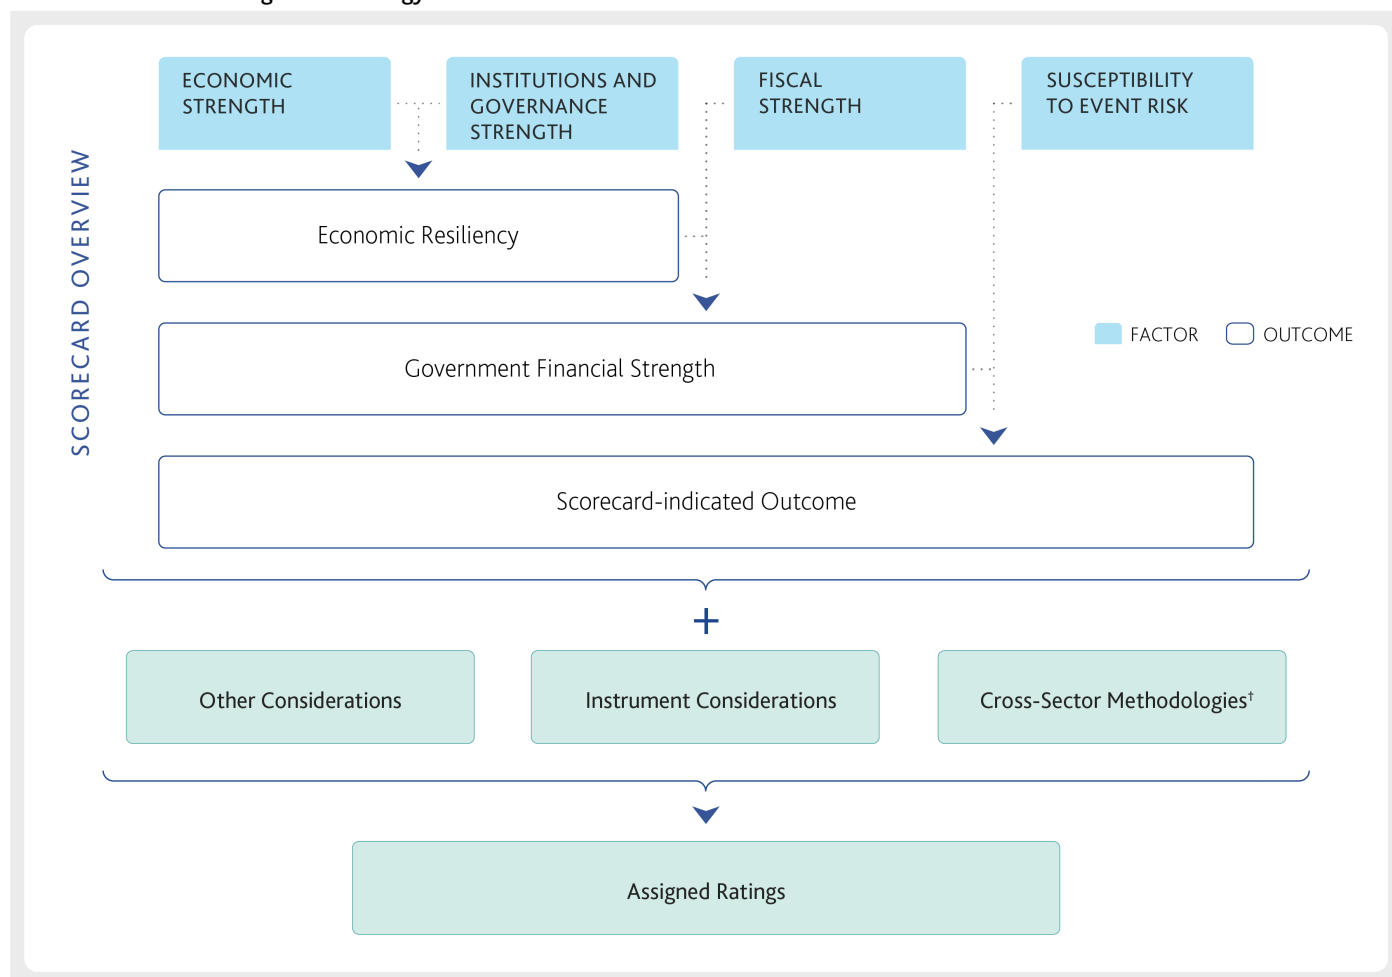 ECONOMIC
STRENGTH
INSTITUTIONS AND
GOVERNANCE
STRENGTH
FISCAL
STRENGTH
SUSCEPTIBILITY
TO EVENT RISK
SCORECARD OVERVIEW
Economic Resiliency
FACTOR
OUTCOME
Government Financial Strength
Scorecard-indicated Outcome
+
Other Considerations
Instrument Considerations
Cross-Sector Methodologies†
Assigned Ratings